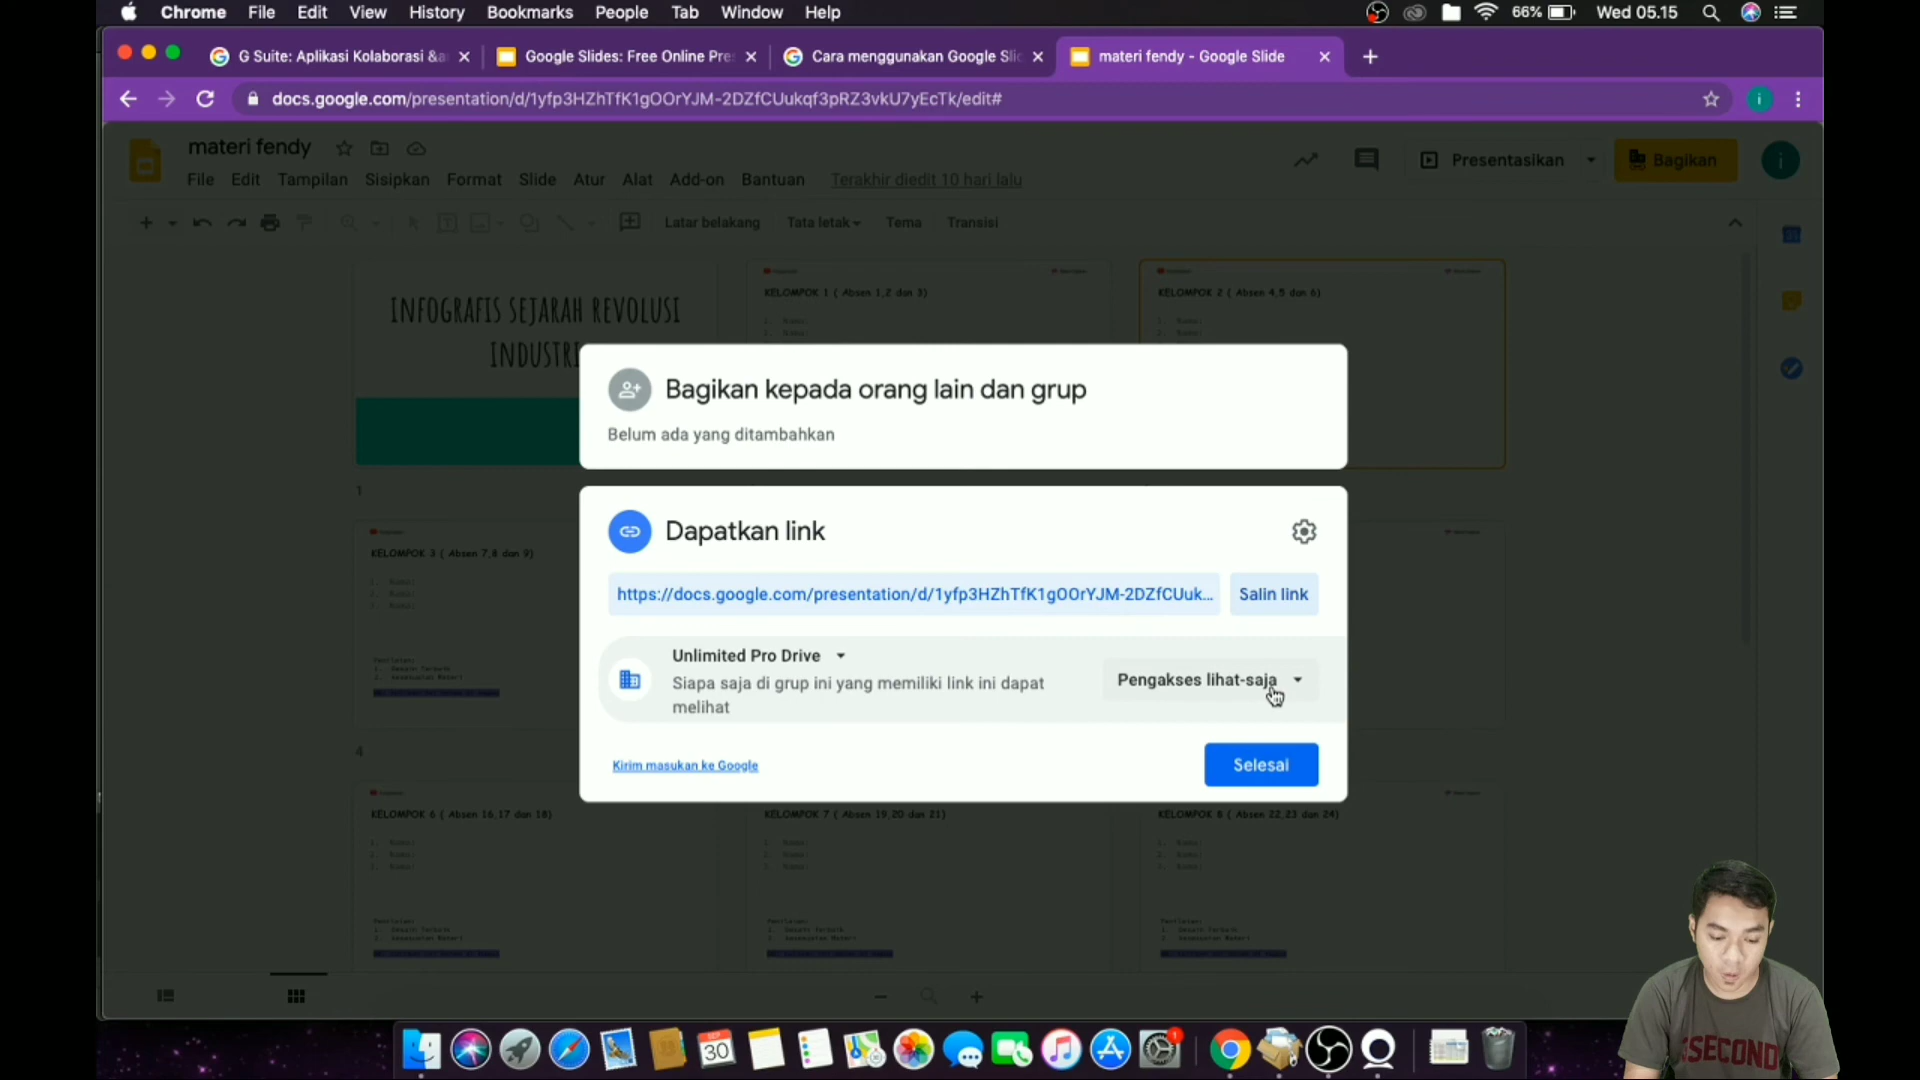 Chrome File Edit View History Bookmarks People Tab Window Help 66% Wed 05.15
G Suite: Aplikasi Kolaborasi &a
Google Slides: Free Online Pre
Cara menggunakan Google Slid
materi fendy - Google Slide
docs.google.com/presentation/d/1yfp3HZhTfK1gOOrYJM-2DZfCUukqf3pRZ3vkU7yEcTk/edit#
materi fendy
Presentasikan
Bagikan
File Edit Tampilan Sisipkan Format Slide Atur Alat Add-on Bantuan Terakhir diedit 10 hari lalu
Latar belakang Tata letak Tema Transisi
INFOGRAFIS SEJARAH REVOLUSI
INDUSTRI
KELOMPOK 1 ( Absen 1,2 dan 3)
KELOMPOK 2 ( Absen 4,5 dan 6)
Bagikan kepada orang lain dan grup
Belum ada yang ditambahkan
1
Dapatkan link
https://docs.google.com/presentation/d/1yfp3HZhTfK1gOOrYJM-2DZfCUuk...
Salin link
Unlimited Pro Drive
Siapa saja di grup ini yang memiliki link ini dapat
melihat
Pengakses lihat-saja
Kirim masukan ke Google
Selesai
KELOMPOK 3 ( Absen 7,8 dan 9)
4
KELOMPOK 6 ( Absen 16,17 dan 18)
KELOMPOK 7 ( Absen 19,20 dan 21)
KELOMPOK 8 ( Absen 22,23 dan 24)
SEP
30
1